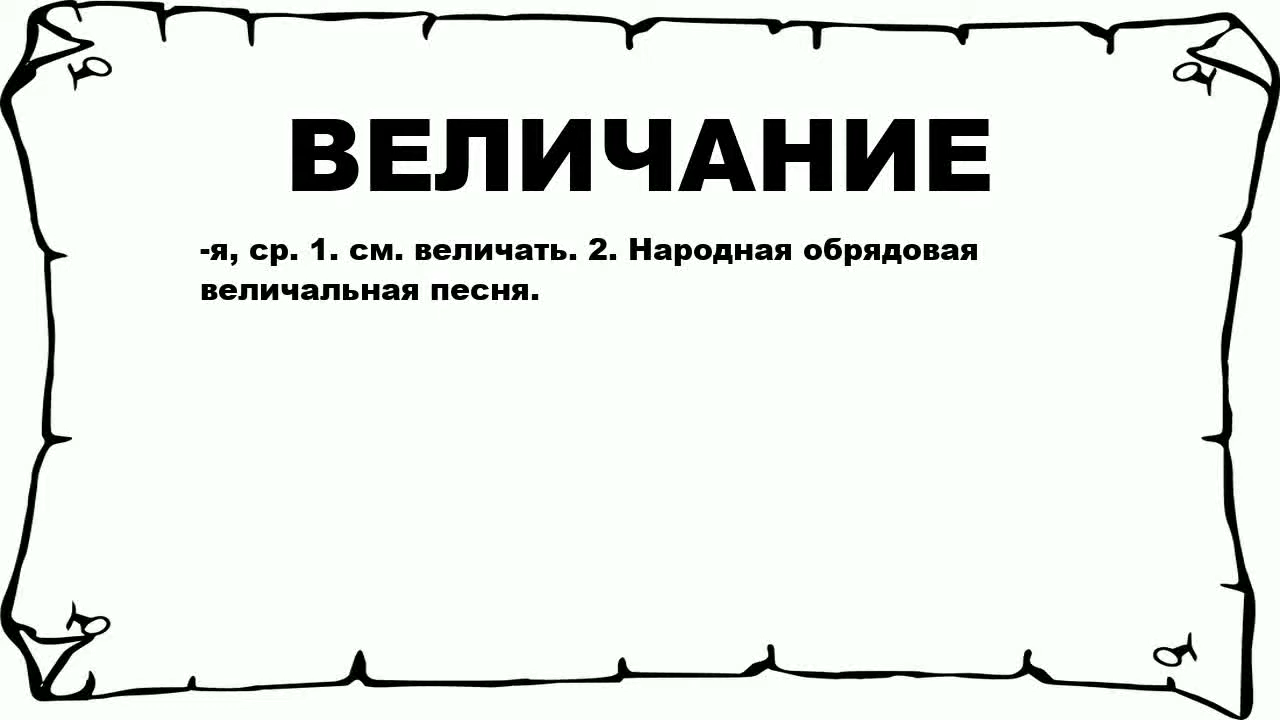 ВЕЛИЧАНИЕ
-я, ср. 1. см. величать. 2. Народная обрядовая
величальная песня.